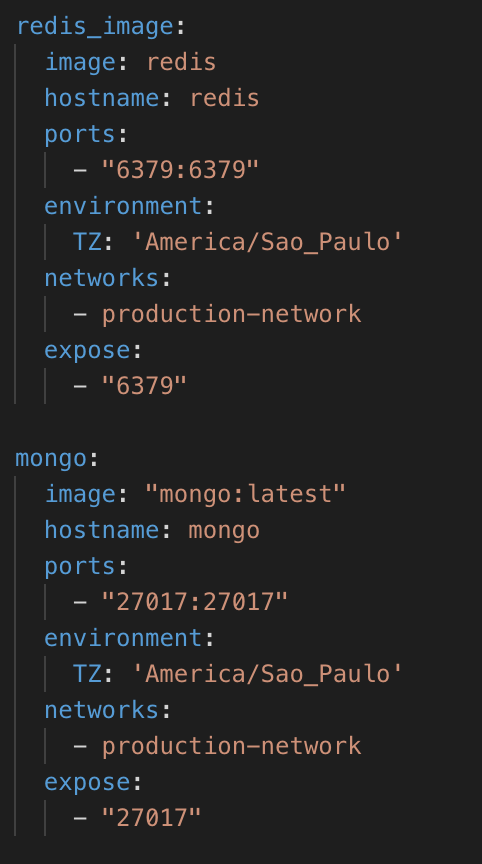 redis_image:
  image: redis
  hostname: redis
  ports:
    - "6379:6379"
  environment:
    TZ: 'America/Sao_Paulo'
  networks:
    - production-network
  expose:
    - "6379"

mongo:
  image: "mongo:latest"
  hostname: mongo
  ports:
    - "27017:27017"
  environment:
    TZ: 'America/Sao_Paulo'
  networks:
    - production-network
  expose:
    - "27017"